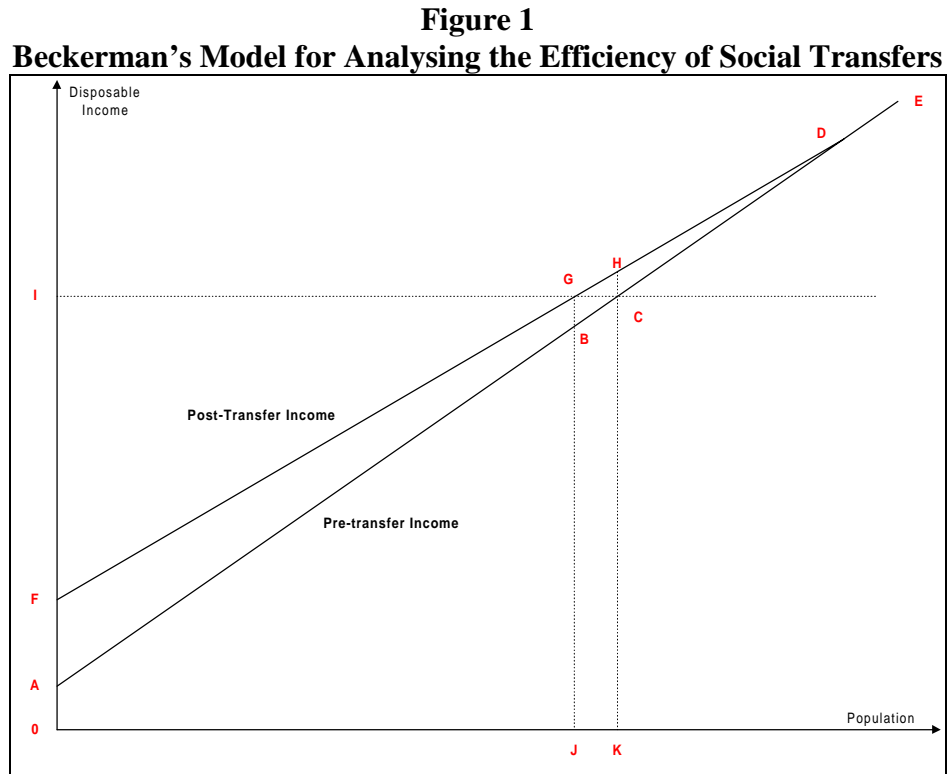 Figure 1
Beckerman's Model for Analysing the Efficiency of Social Transfers
Disposable
Income
E
D
H
G
I
C
B
Post-Transfer Income
Pre-transfer Income
F
A
Population
0
J K